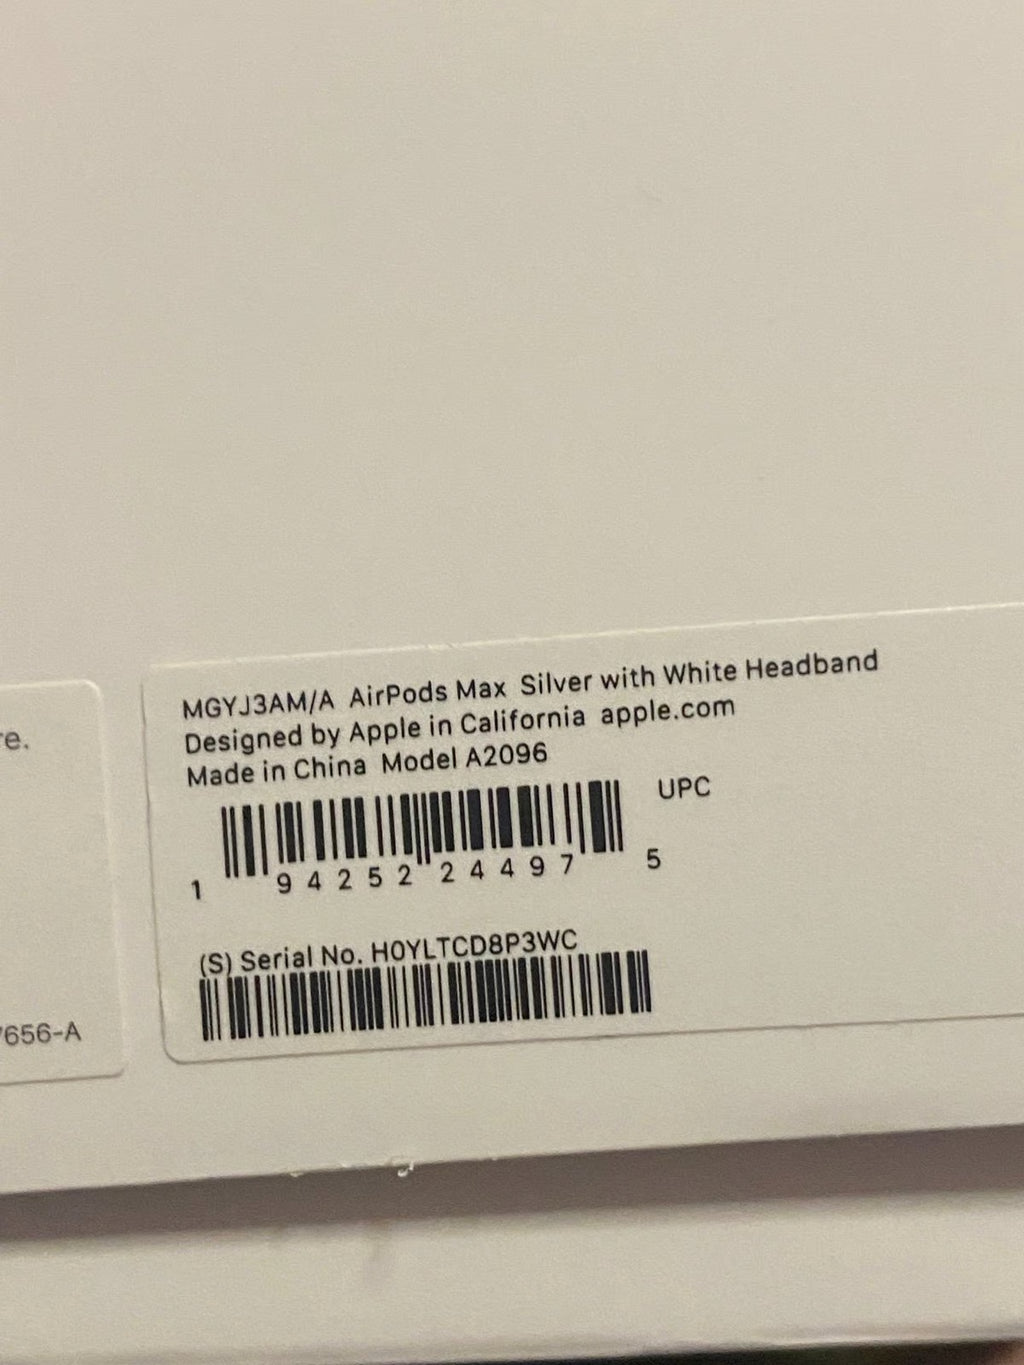 re.
7656-A
MGYJ3AM/A AirPods Max Silver with White Headband
Designed by Apple in California apple.com
Made in China Model A2096
UPC
1 94252 24497 5
(S) Serial No. H0YLTCD8P3WC